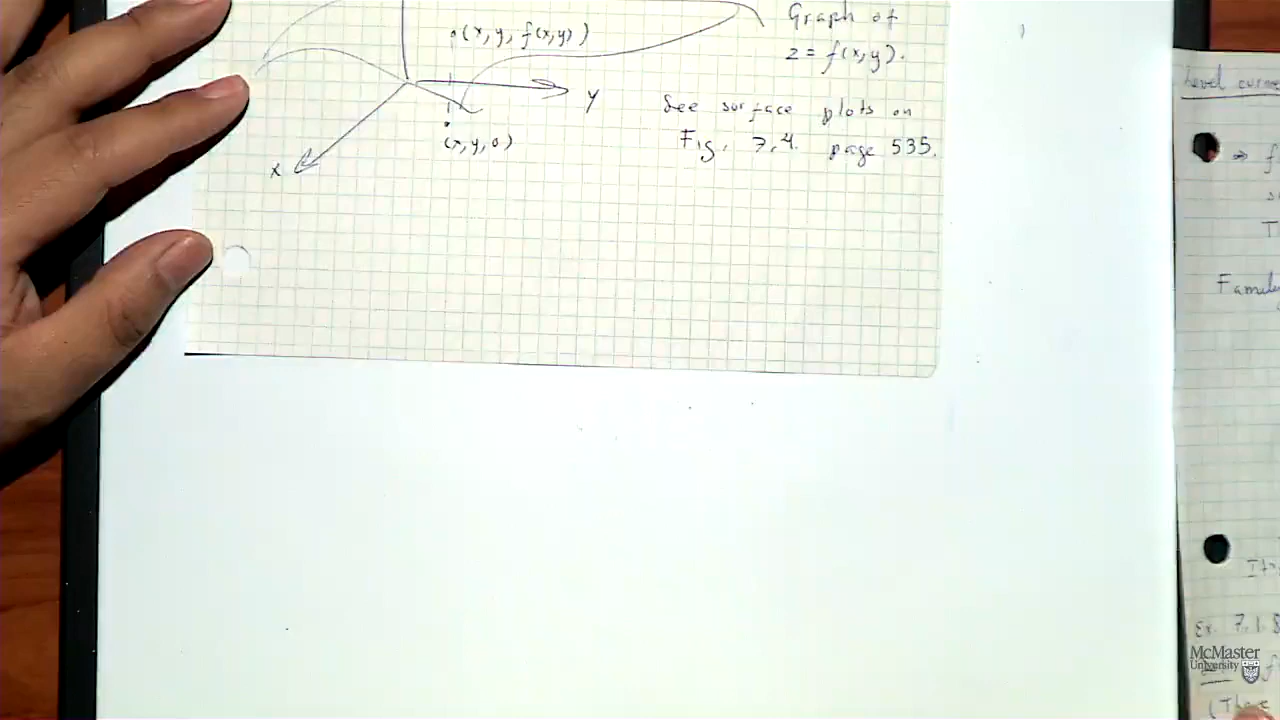 Graph of
z = f(x,y).
(x, y, f(x,y))
y
See surface plots on
Fig. 7.4. page 535.
(x, y, 0)
x
Level curve
⇒ f
s
T
Ex. 7.1.8
McMaster
University
f